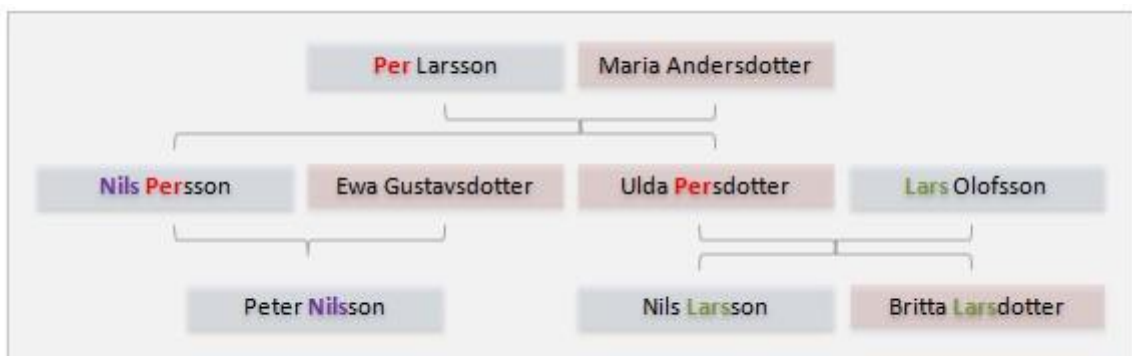 Per Larsson Maria Andersdotter
Nils Persson Ewa Gustavsdotter Ulda Persdotter Lars Olofsson
Peter Nilsson Nils Larsson Britta Larsdotter